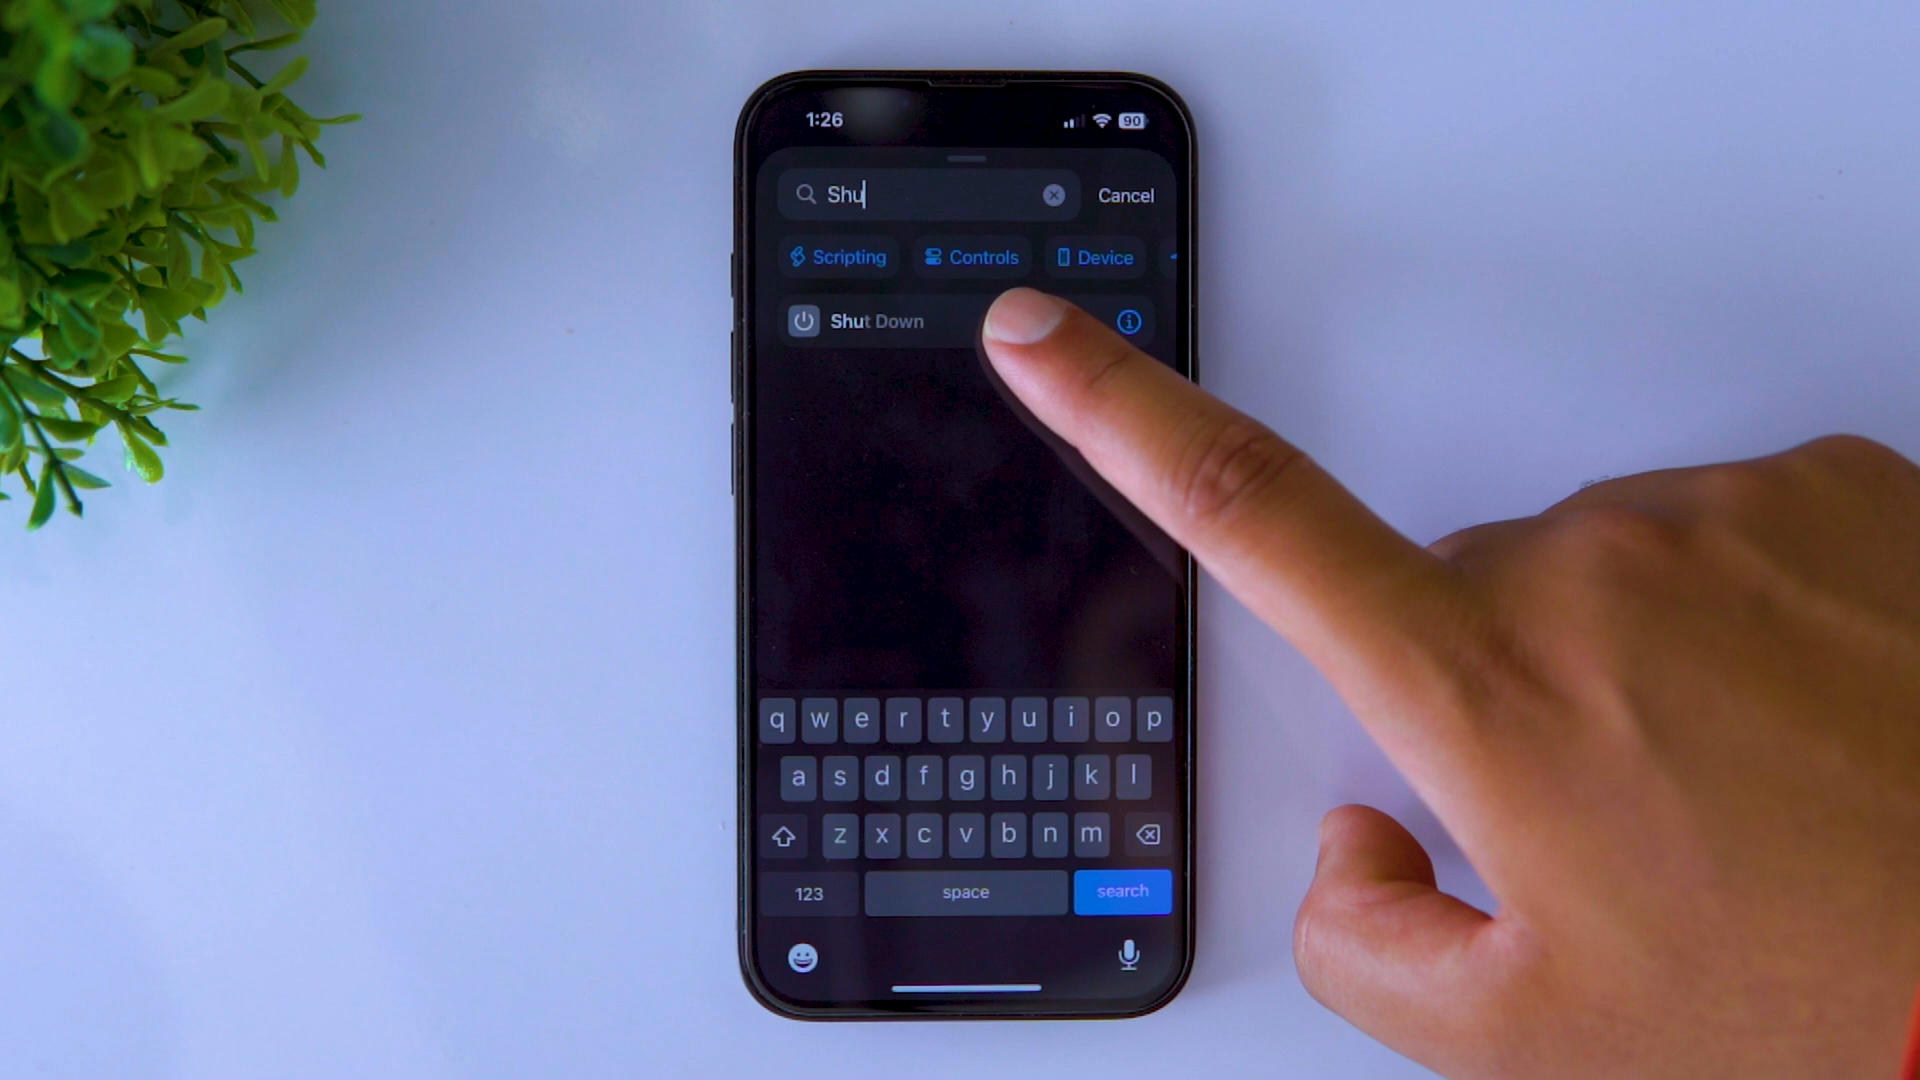 1:26 90
Shu Cancel
Scripting Controls Device
Shut Down
q w e r t y u i o p
a s d f g h j k l
z x c v b n m
123 space search